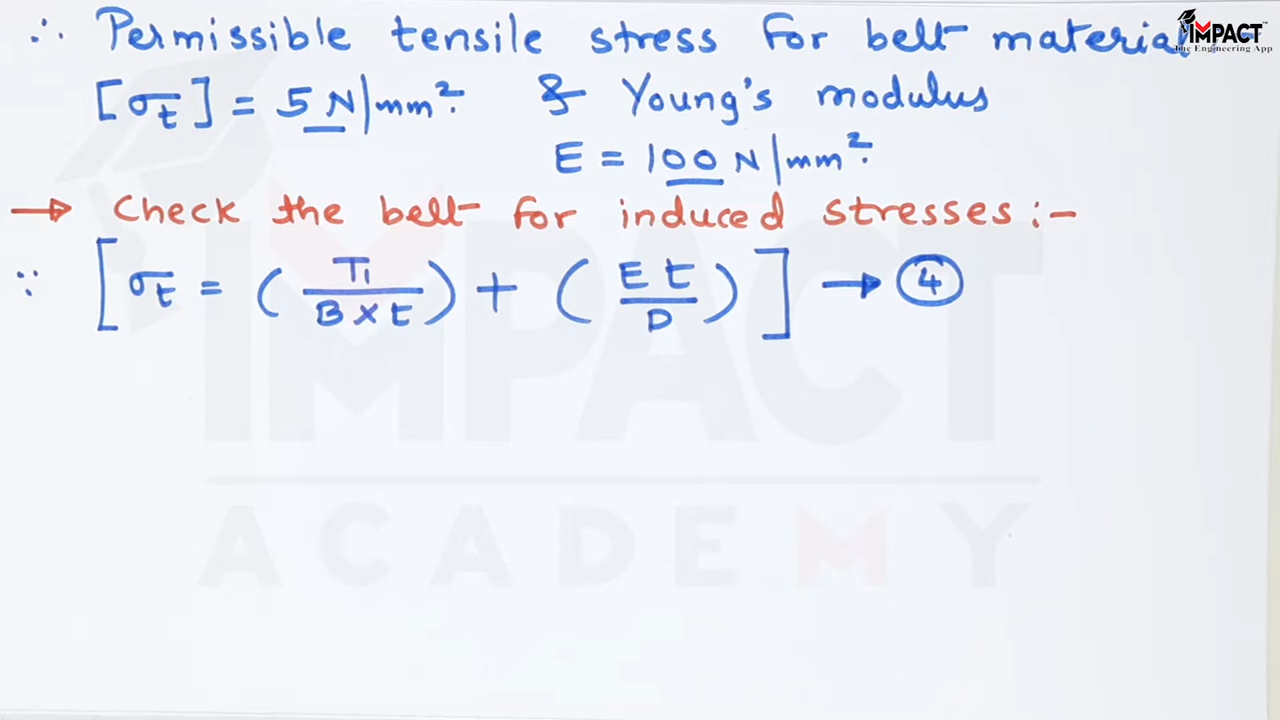 ∴ Permissible tensile stress for belt material
[σt] = 5 N/mm². & Young's modulus
E = 100 N/mm².
→ Check the belt for induced stresses :-
∵ [σt = (T1 / B × t) + (E t / D)] → ④
IMPACT
The Engineering App
IMPACT
ACADEMY